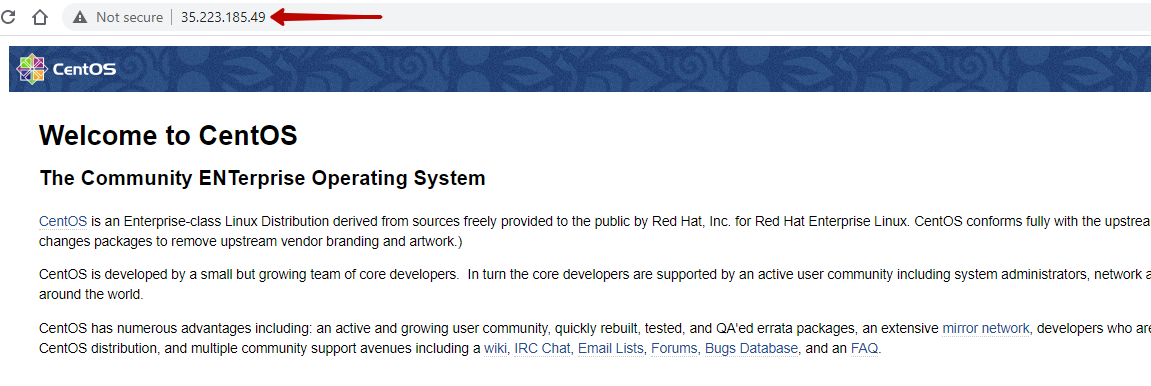 Not secure | 35.223.185.49
CentOS
Welcome to CentOS
The Community ENTerprise Operating System
CentOS is an Enterprise-class Linux Distribution derived from sources freely provided to the public by Red Hat, Inc. for Red Hat Enterprise Linux. CentOS conforms fully with the upstrea
changes packages to remove upstream vendor branding and artwork.)
CentOS is developed by a small but growing team of core developers.  In turn the core developers are supported by an active user community including system administrators, network a
around the world.
CentOS has numerous advantages including: an active and growing user community, quickly rebuilt, tested, and QA'ed errata packages, an extensive mirror network, developers who are
CentOS distribution, and multiple community support avenues including a wiki, IRC Chat, Email Lists, Forums, Bugs Database, and an FAQ.